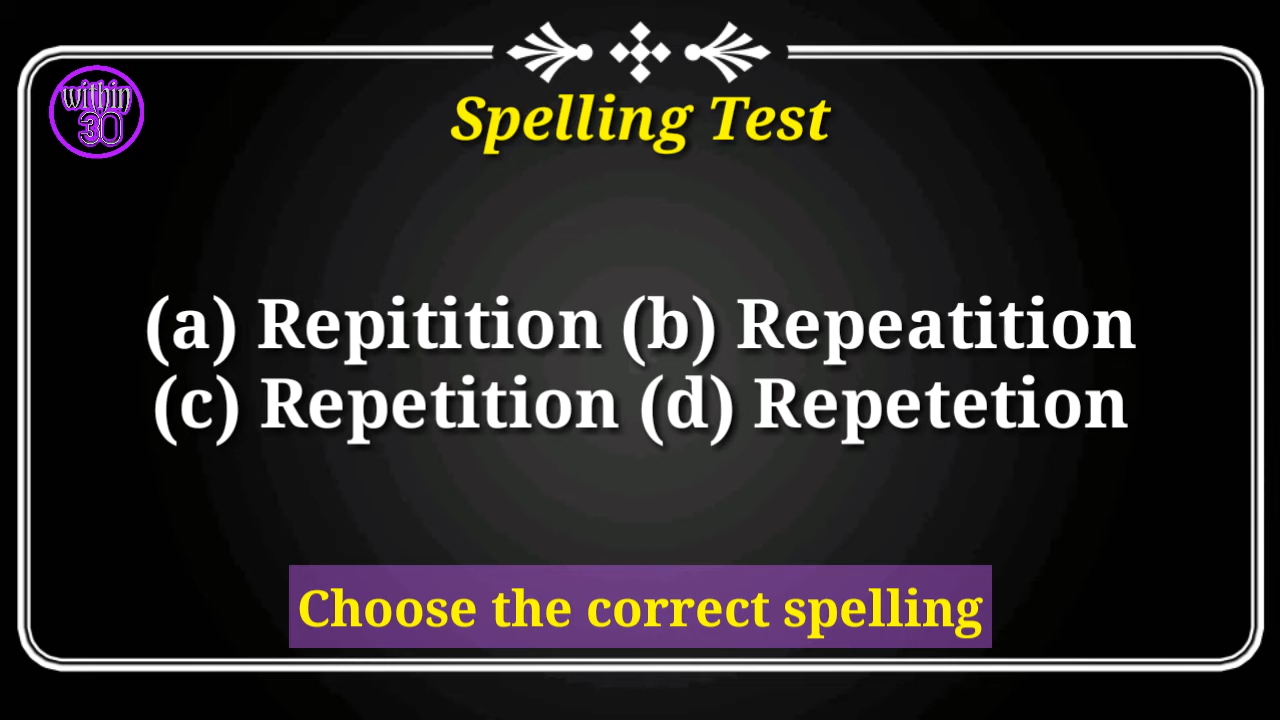 within
30
Spelling Test
(a) Repitition (b) Repeatition
(c) Repetition (d) Repetetion
Choose the correct spelling